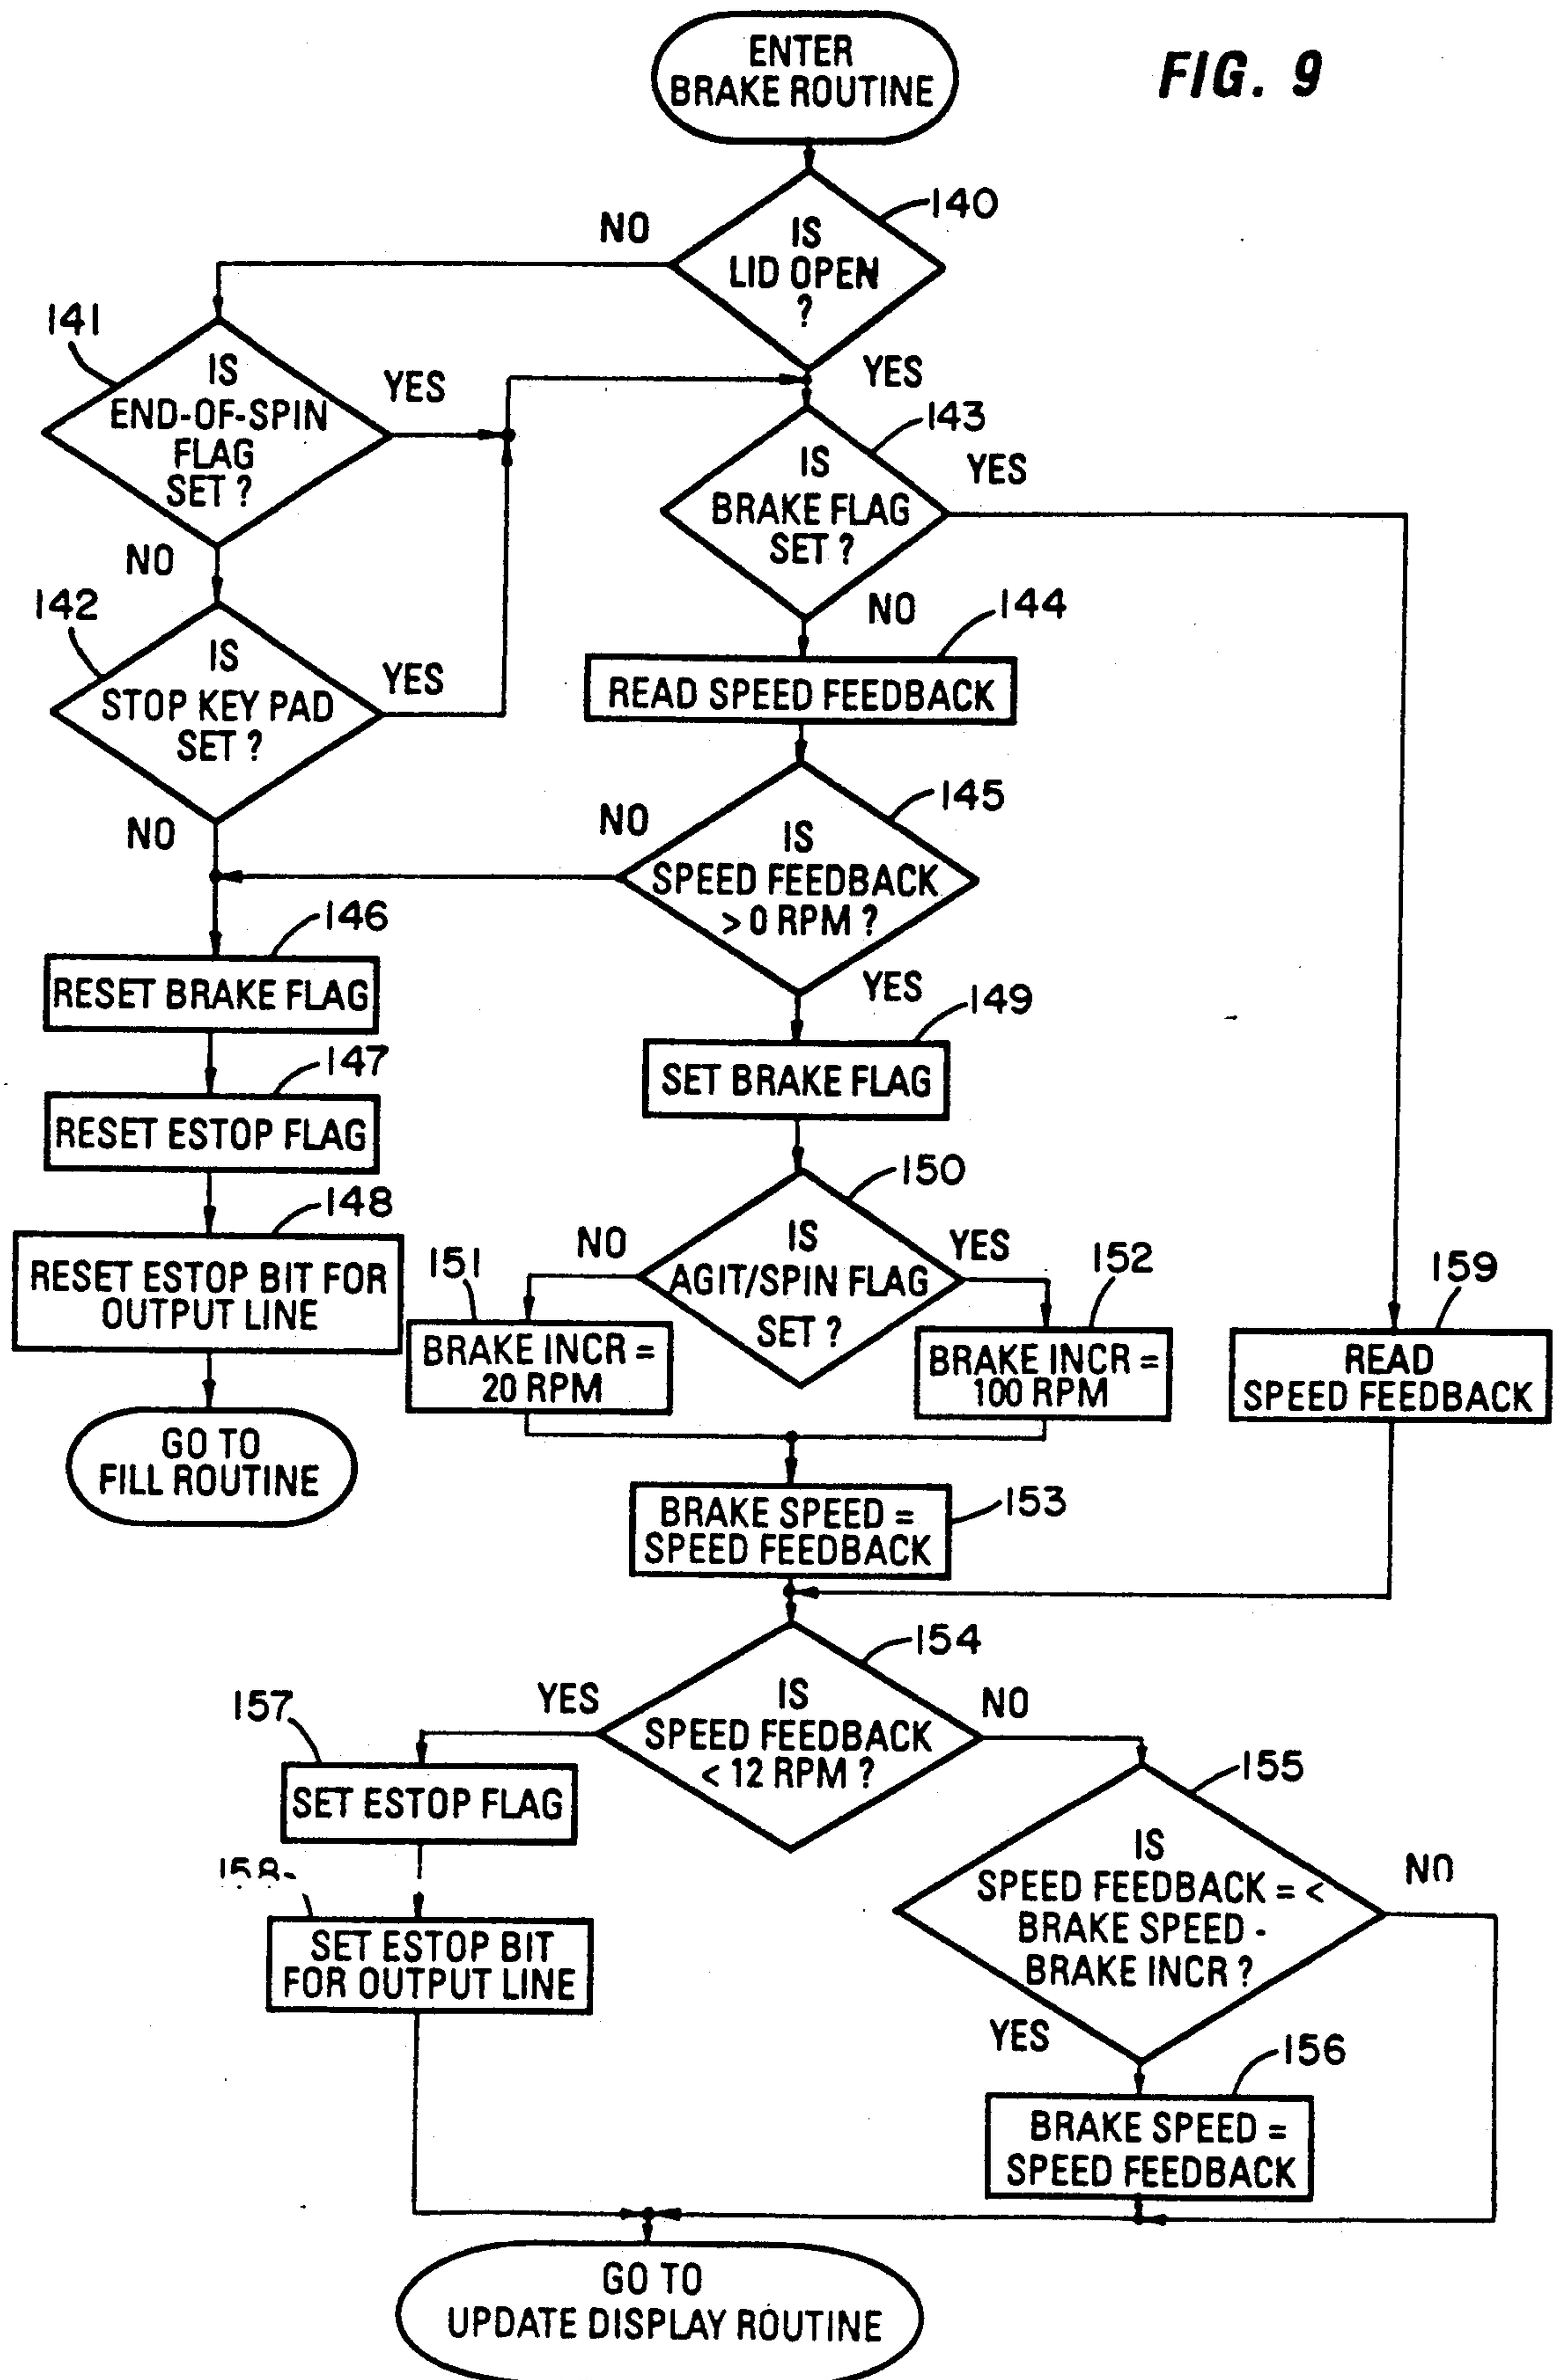 ENTER
BRAKE ROUTINE
FIG. 9
140
NO
IS
LID OPEN
?
YES
141
IS
END-OF-SPIN
FLAG
SET ?
YES
NO
143
IS
BRAKE FLAG
SET ?
YES
NO
142
IS
STOP KEY PAD
SET ?
YES
NO
144
READ SPEED FEEDBACK
145
NO
IS
SPEED FEEDBACK
> 0 RPM ?
YES
146
RESET BRAKE FLAG
147
RESET ESTOP FLAG
148
RESET ESTOP BIT FOR
OUTPUT LINE
GO TO
FILL ROUTINE
149
SET BRAKE FLAG
150
NO
IS
AGIT/SPIN FLAG
SET ?
YES
151
BRAKE INCR =
20 RPM
152
BRAKE INCR =
100 RPM
159
READ
SPEED FEEDBACK
153
BRAKE SPEED =
SPEED FEEDBACK
154
YES
IS
SPEED FEEDBACK
< 12 RPM ?
NO
157
SET ESTOP FLAG
158
SET ESTOP BIT
FOR OUTPUT LINE
155
IS
SPEED FEEDBACK = <
BRAKE SPEED -
BRAKE INCR ?
NO
YES
156
BRAKE SPEED =
SPEED FEEDBACK
GO TO
UPDATE DISPLAY ROUTINE